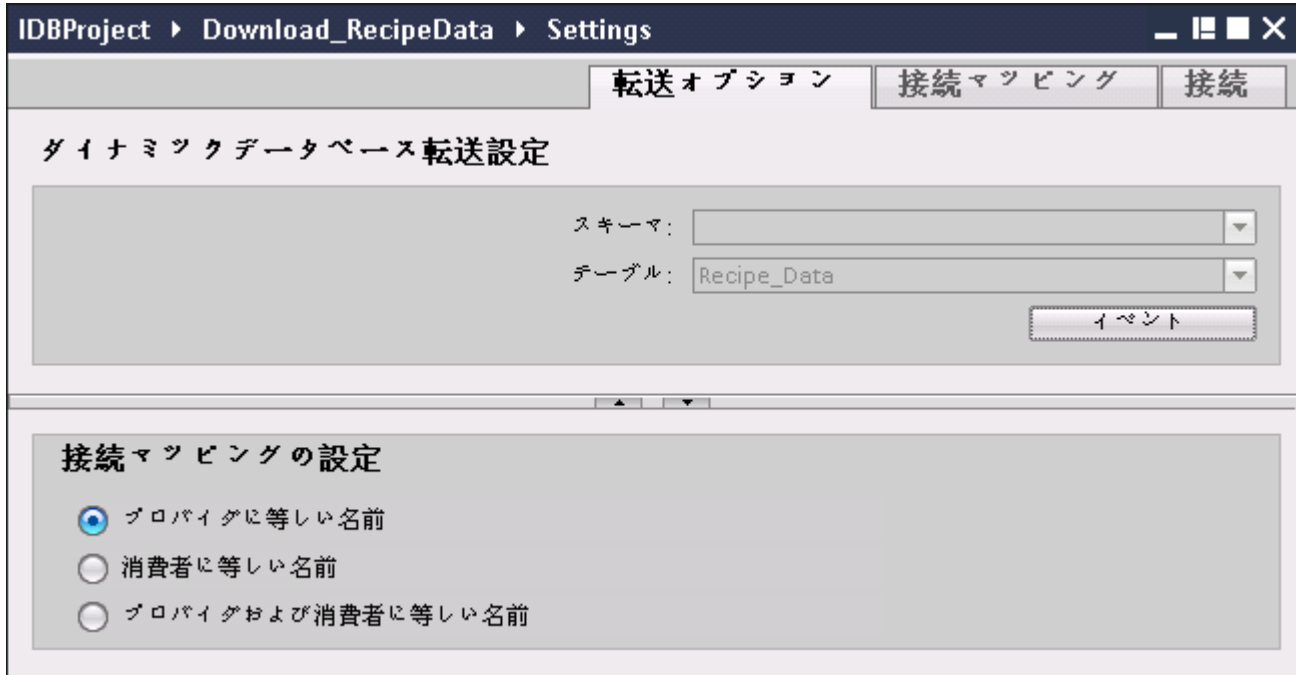 IDBProject ▸ Download_RecipeData ▸ Settings
転送オプション 接続マッピング 接続
ダイナミックデータベース転送設定
スキーマ:
テーブル: Recipe_Data
イベント
接続マッピングの設定
プロバイダに等しい名前
消費者に等しい名前
プロバイダおよび消費者に等しい名前